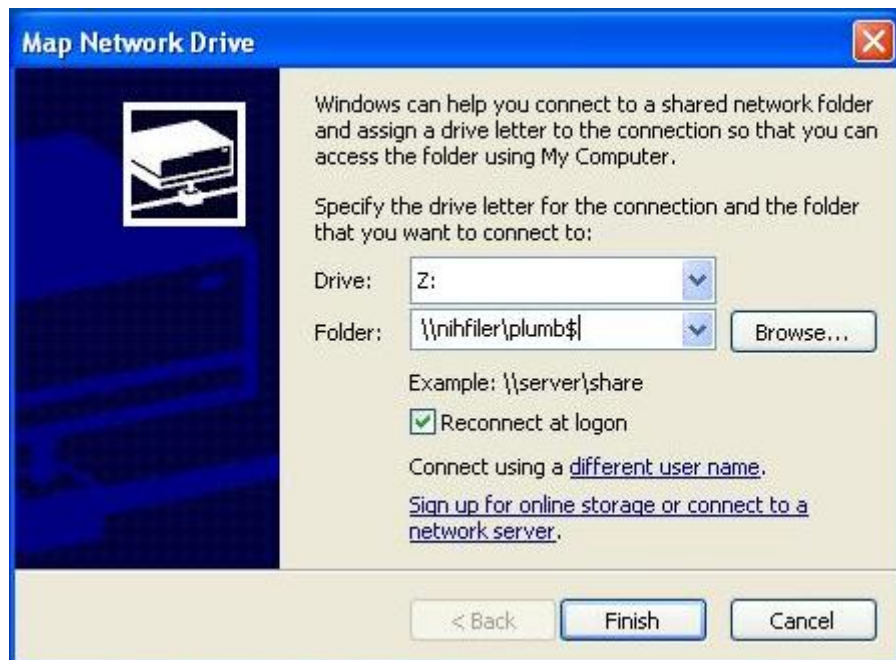 Map Network Drive
Windows can help you connect to a shared network folder
and assign a drive letter to the connection so that you can
access the folder using My Computer.
Specify the drive letter for the connection and the folder
that you want to connect to:
Drive: Z:
Folder: \\nihfiler\plumb$ Browse...
Example: \\server\share
Reconnect at logon
Connect using a different user name.
Sign up for online storage or connect to a
network server.
< Back Finish Cancel